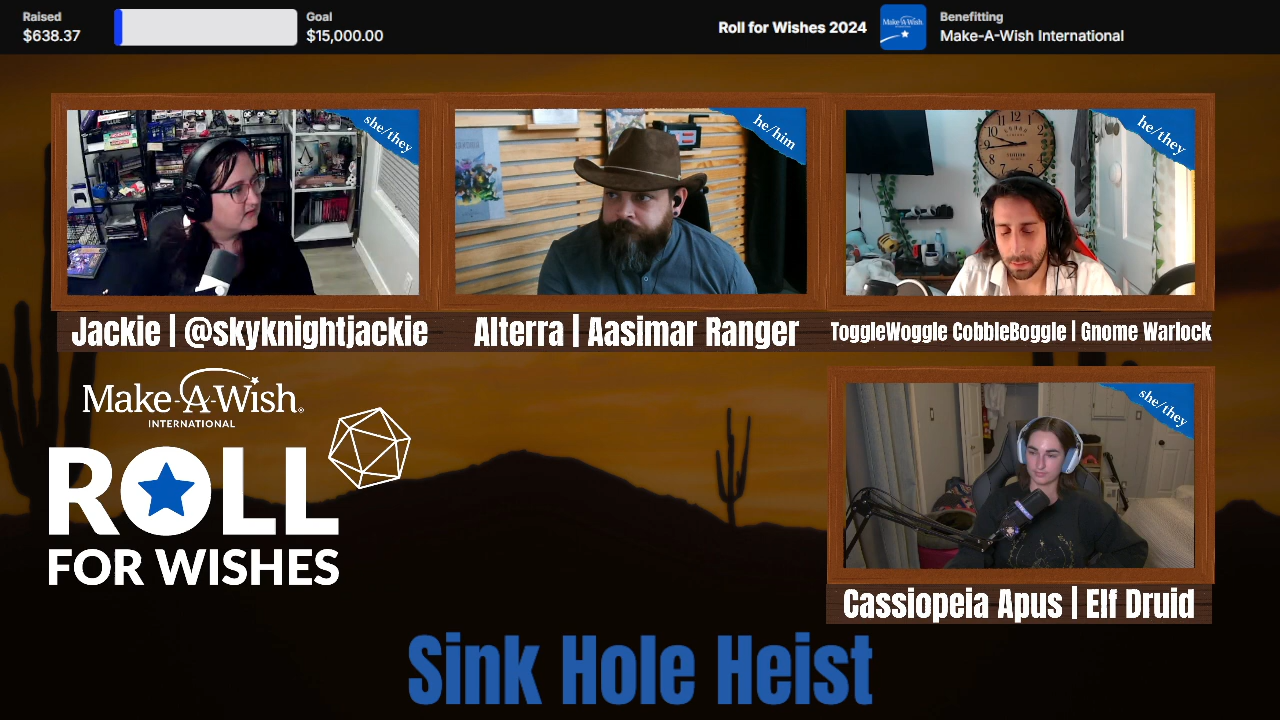 Raised
$638.37
Goal
$15,000.00
Roll for Wishes 2024
Make-A-Wish
Benefitting
Make-A-Wish International
she/they
he/him
he/they
Jackie | @skyknightjackie
Alterra | Aasimar Ranger
ToggleWoggle CobbleBoggle | Gnome Warlock
Make-A-Wish®
INTERNATIONAL
ROLL
FOR WISHES
she/they
Cassiopeia Apus | Elf Druid
Sink Hole Heist